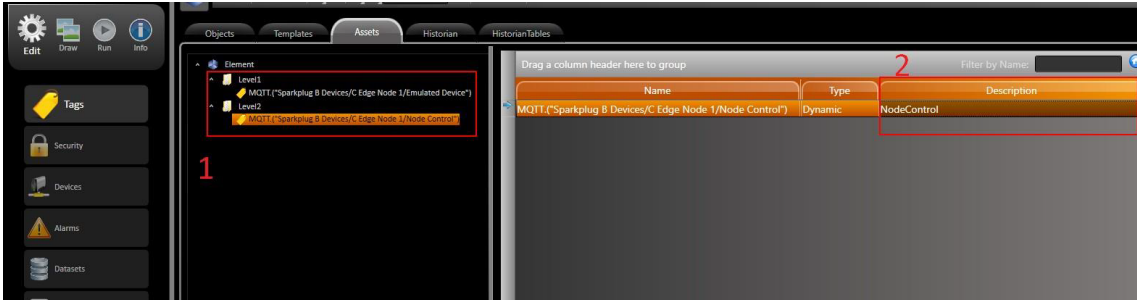 Edit Draw Run Info
Objects Templates Assets Historian HistorianTables
Tags
Security
Devices
Alarms
Datasets
Element
Level1
MQTT.("Sparkplug B Devices/C Edge Node 1/Emulated Device")
Level2
MQTT.("Sparkplug B Devices/C Edge Node 1/Node Control")
1
Drag a column header here to group
2
Filter by Name:
Name Type Description
MQTT.("Sparkplug B Devices/C Edge Node 1/Node Control") Dynamic NodeControl